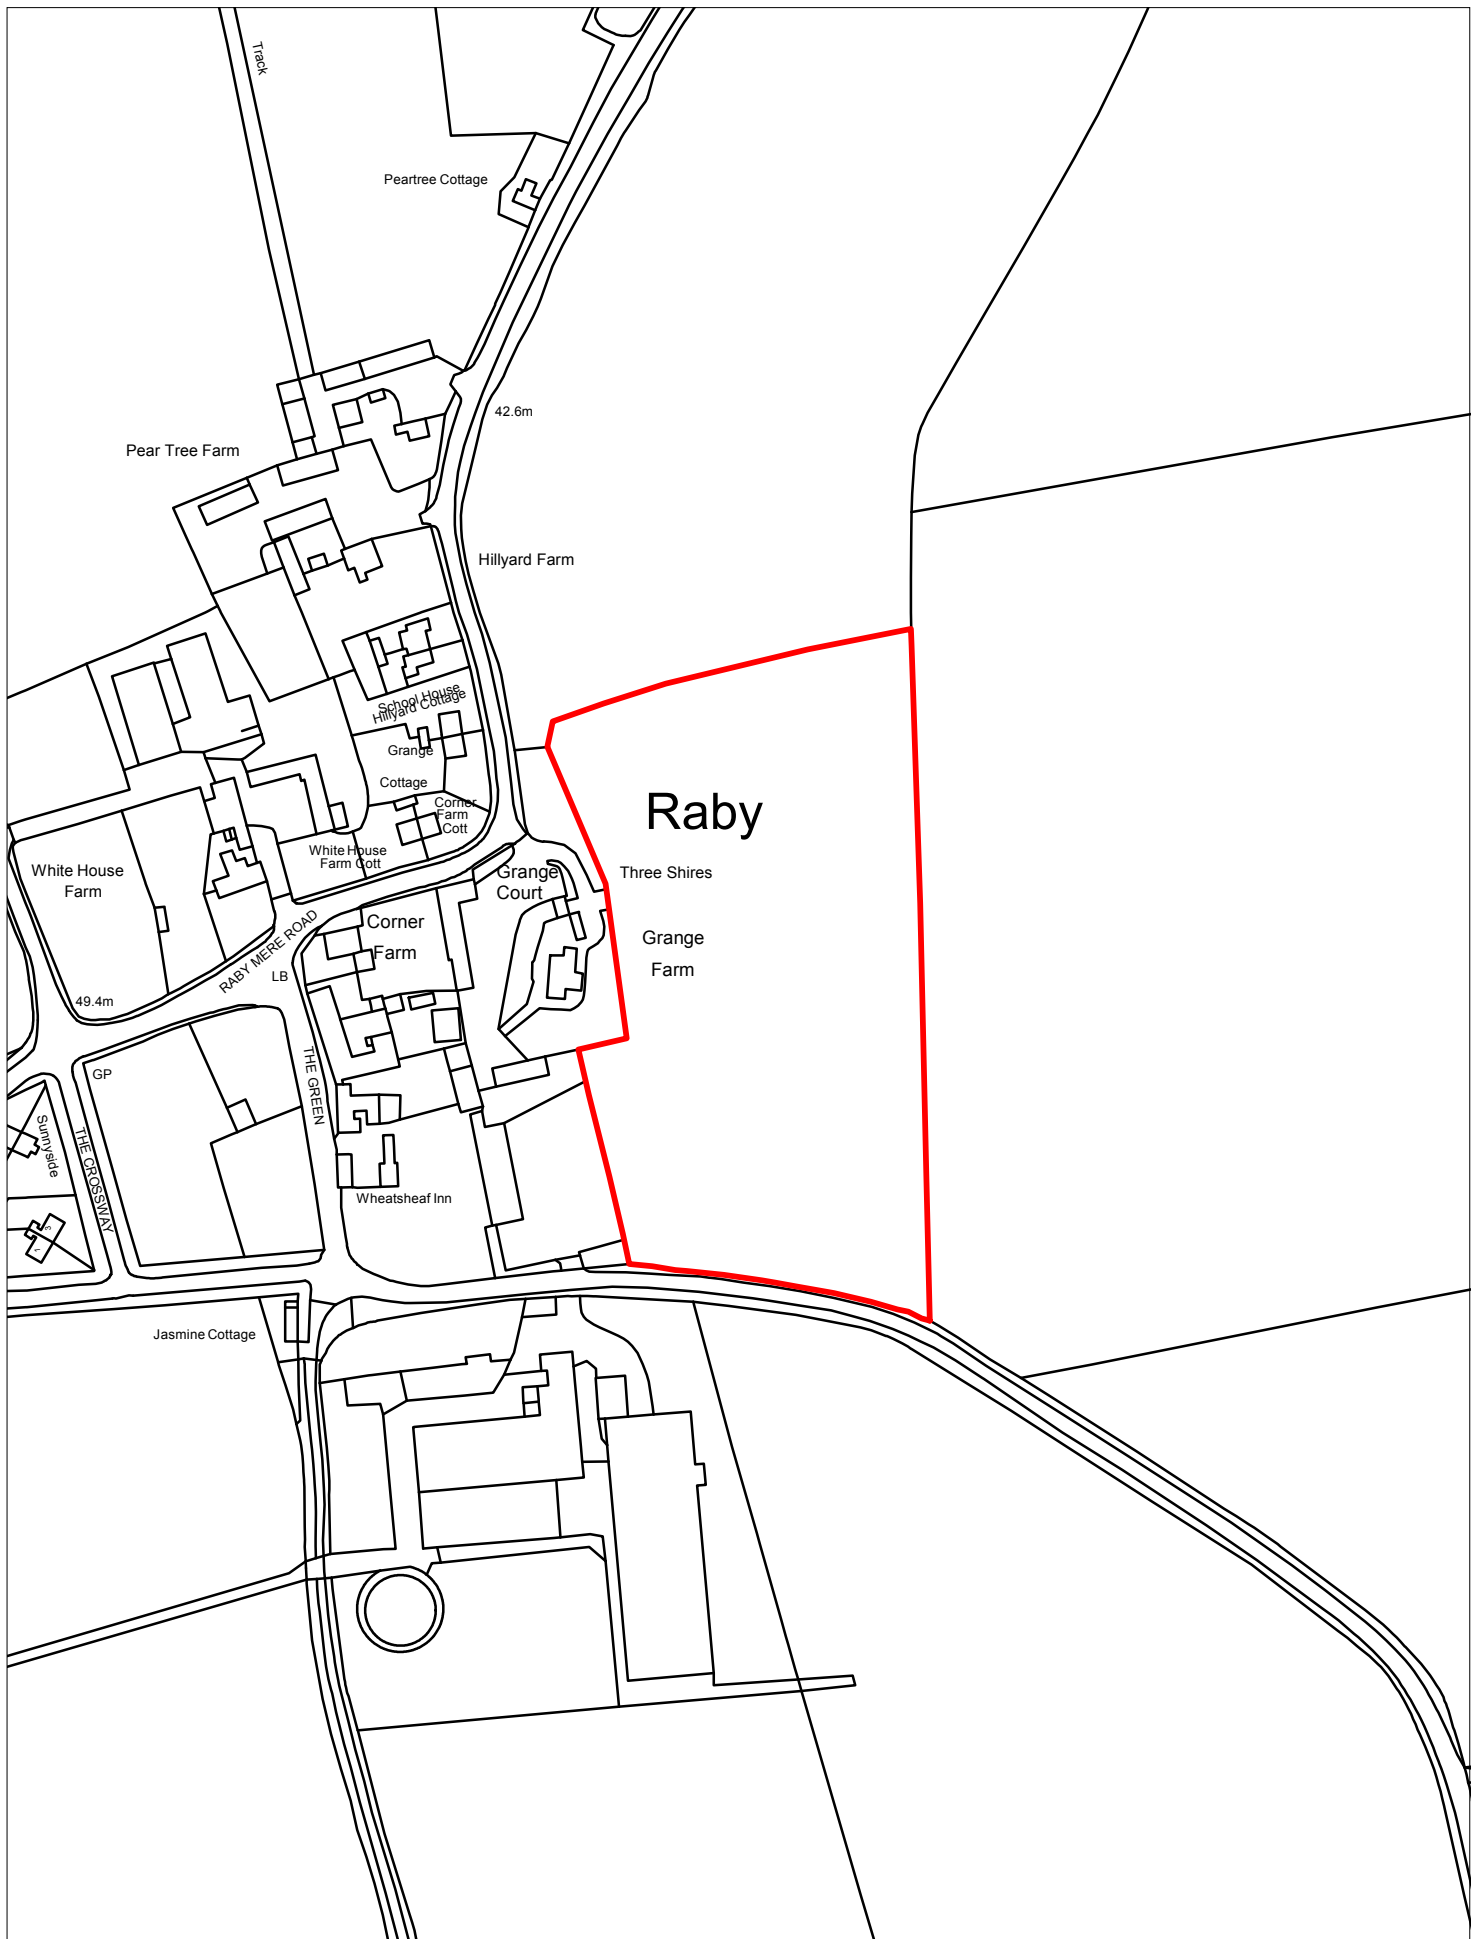 Track
Peartree Cottage
42.6m
Pear Tree Farm
Hillyard Farm
School House
Hillyard Cottage
Grange
Cottage
Corner
Farm
Cott
Raby
White House
Farm Cott
White House
Farm
Grange
Court
Three Shires
Corner
Farm
Grange
Farm
RABY MERE ROAD
LB
49.4m
GP
THE GREEN
Sunnyside
THE CROSSWAY
Wheatsheaf Inn
3
1
Jasmine Cottage